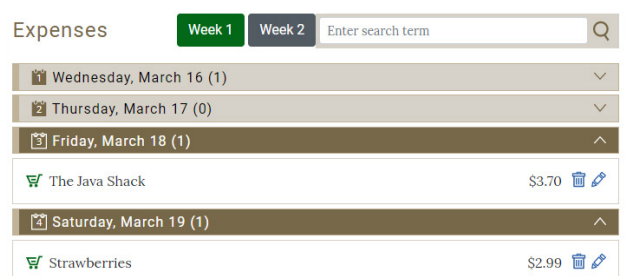 Expenses Week 1 Week 2 Enter search term
1 Wednesday, March 16 (1)
2 Thursday, March 17 (0)
3 Friday, March 18 (1)
The Java Shack $3.70
4 Saturday, March 19 (1)
Strawberries $2.99